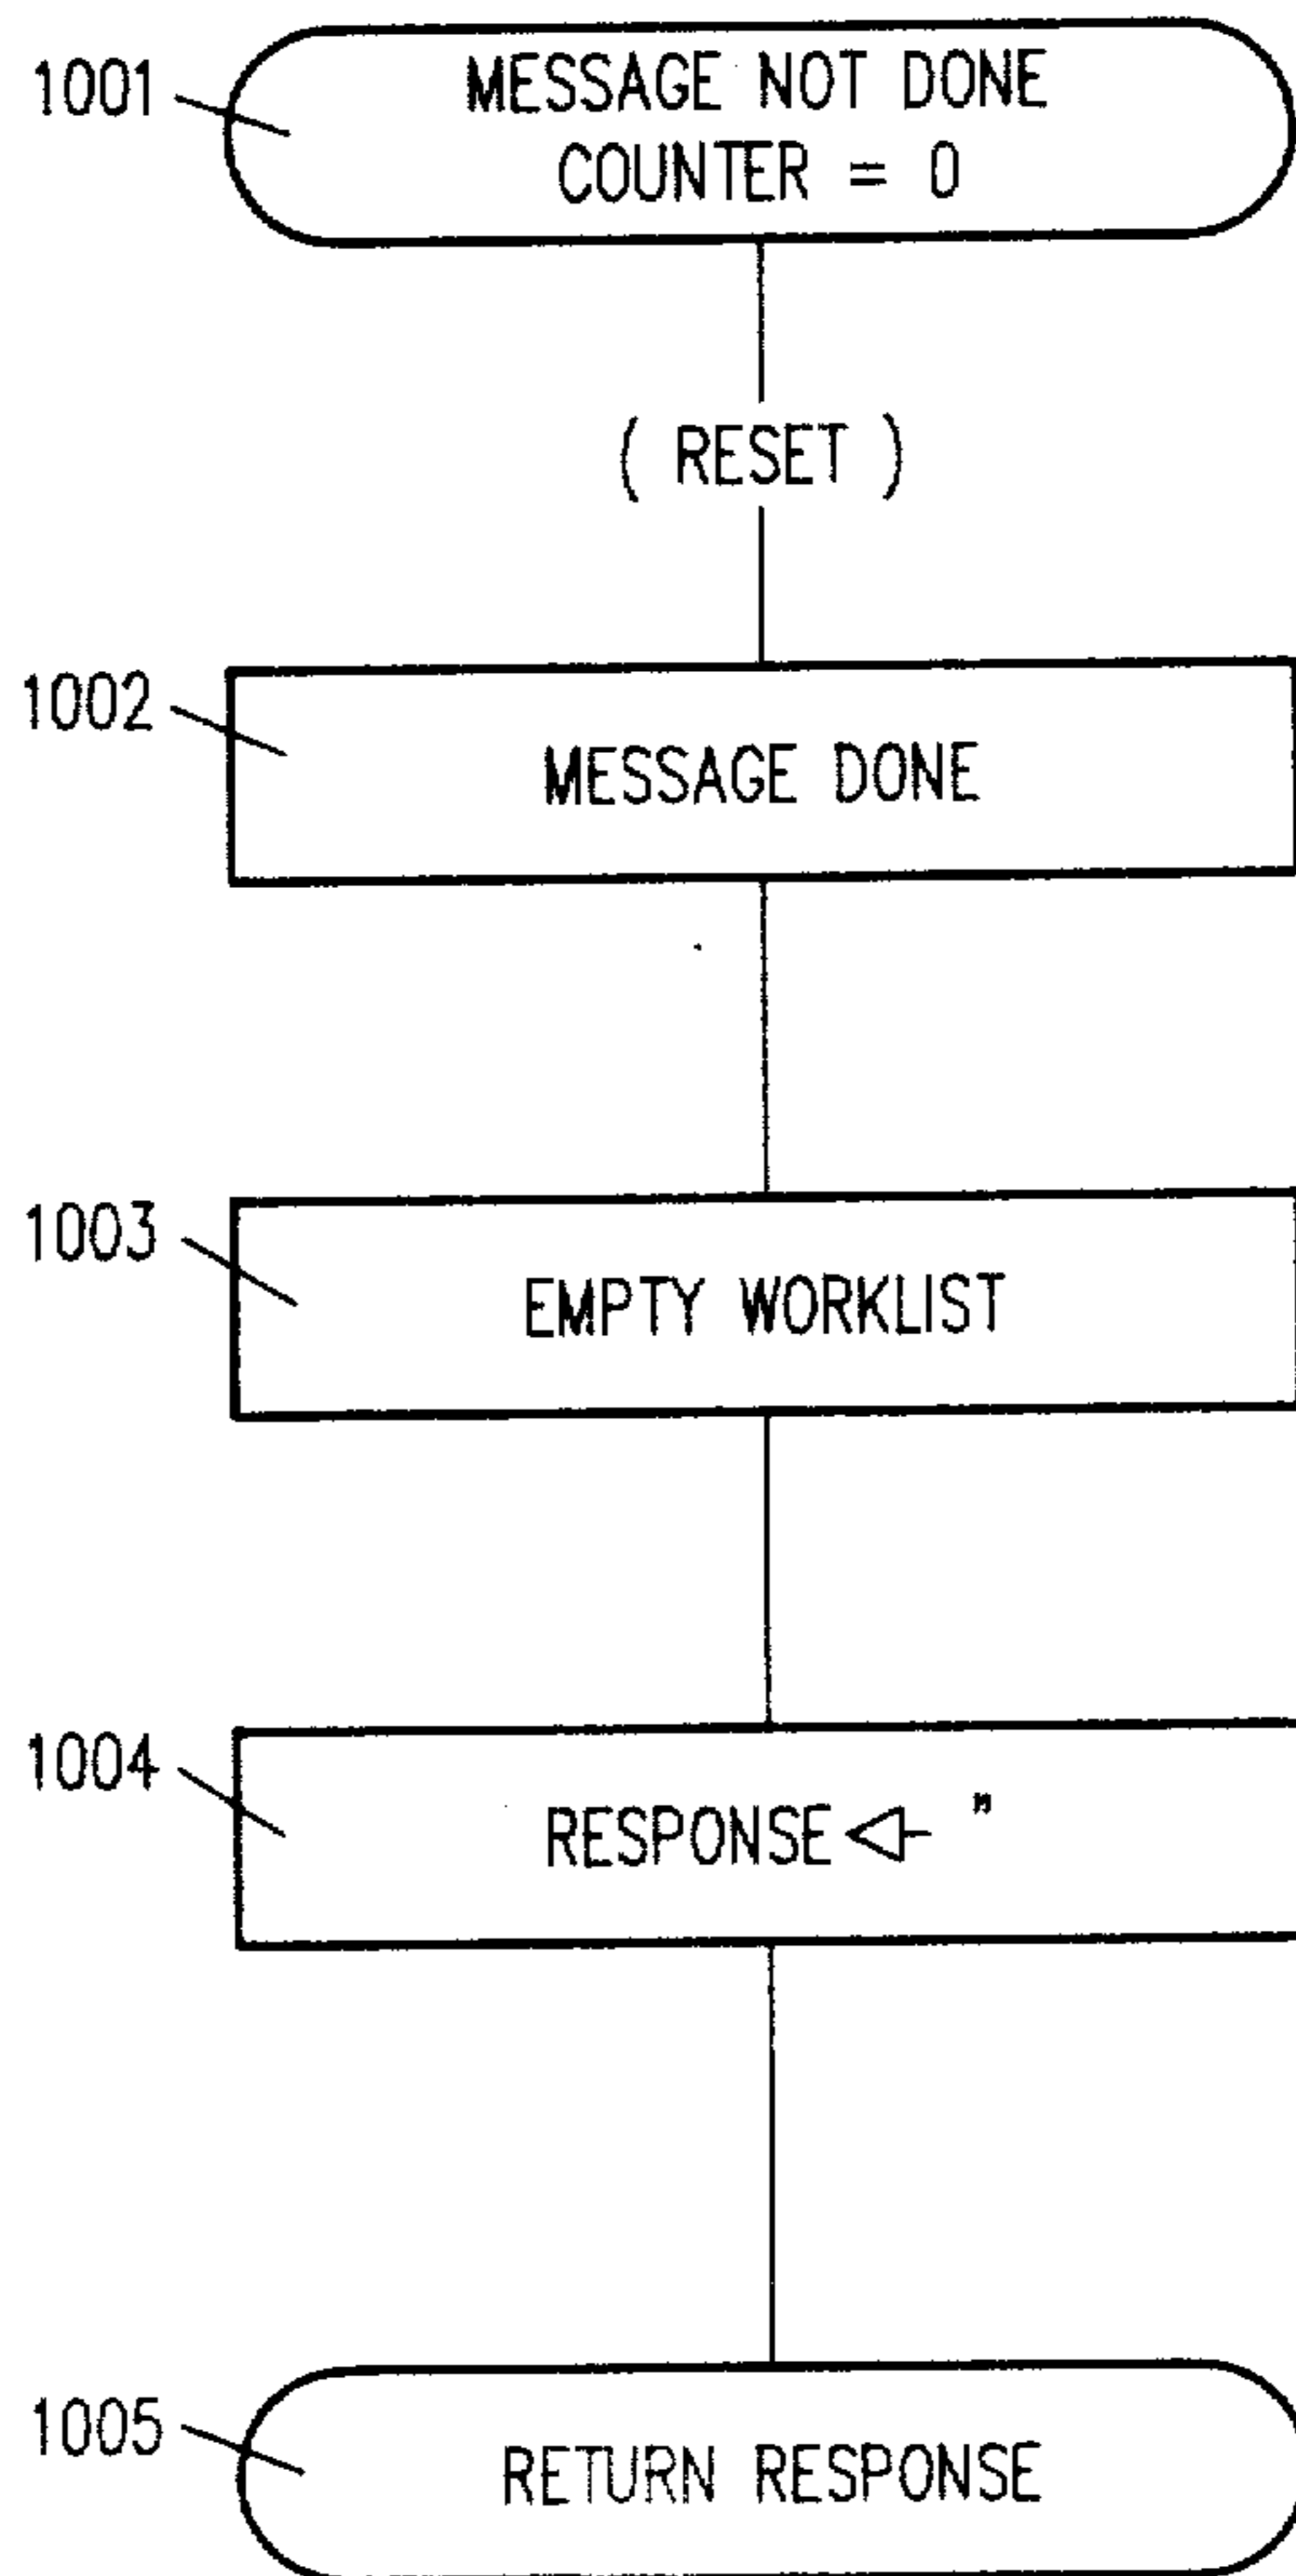 1001
MESSAGE NOT DONE
COUNTER = 0
( RESET )
1002
MESSAGE DONE
1003
EMPTY WORKLIST
1004
RESPONSE ◁- "
1005
RETURN RESPONSE